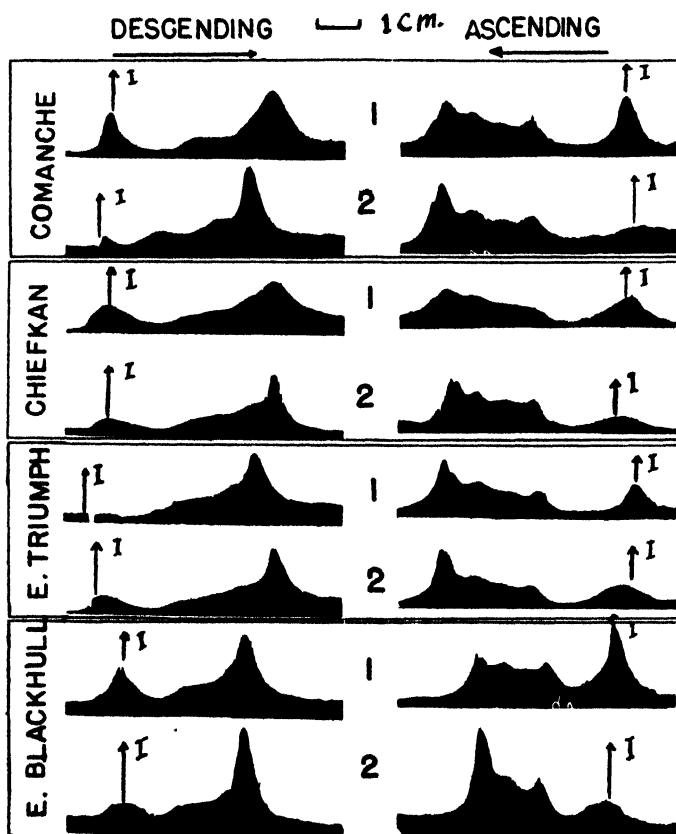 DESCENDING 1 cm. ASCENDING
COMANCHE
I 1 I
I 2 I
CHIEFKAN
I 1 I
I 2 I
E. TRIUMPH
I 1 I
I 2 I
E. BLACKHULL
I 1 I
I 2 I